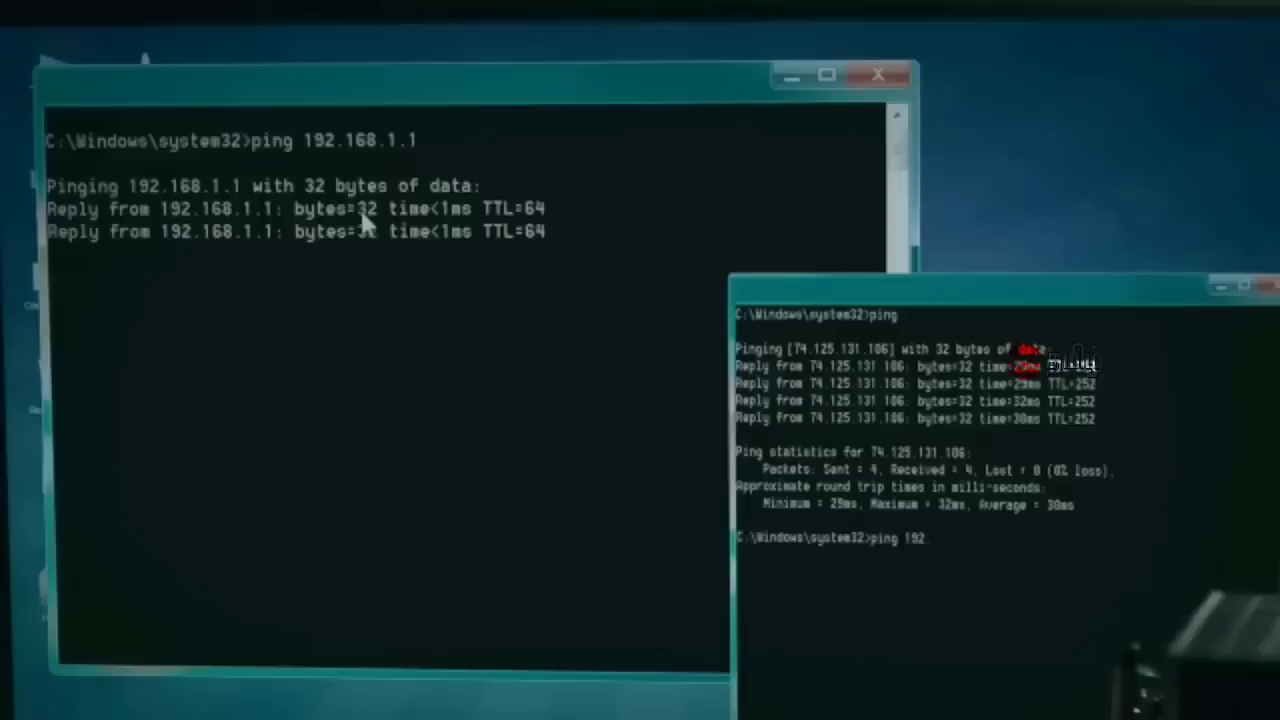 C:\Windows\system32>ping 192.168.1.1
Pinging 192.168.1.1 with 32 bytes of data:
Reply from 192.168.1.1: bytes=32 time<1ms TTL=64
Reply from 192.168.1.1: bytes=32 time<1ms TTL=64
X
C:\Windows\system32>ping
Pinging [74.125.131.106] with 32 bytes of data:
Reply from 74.125.131.106: bytes=32
Reply from 74.125.131.106: bytes=32 time=29ms TTL=252
Reply from 74.125.131.106: bytes=32 time=32ms TTL=252
Reply from 74.125.131.106: bytes=32 time=30ms TTL=252
Ping statistics for 74.125.131.106:
Packets: Sent = 4, Received = 4, Lost = 0 (0% loss),
Approximate round trip times in milli-seconds:
Minimum = 29ms, Maximum = 32ms, Average = 30ms
C:\Windows\system32>ping 192.